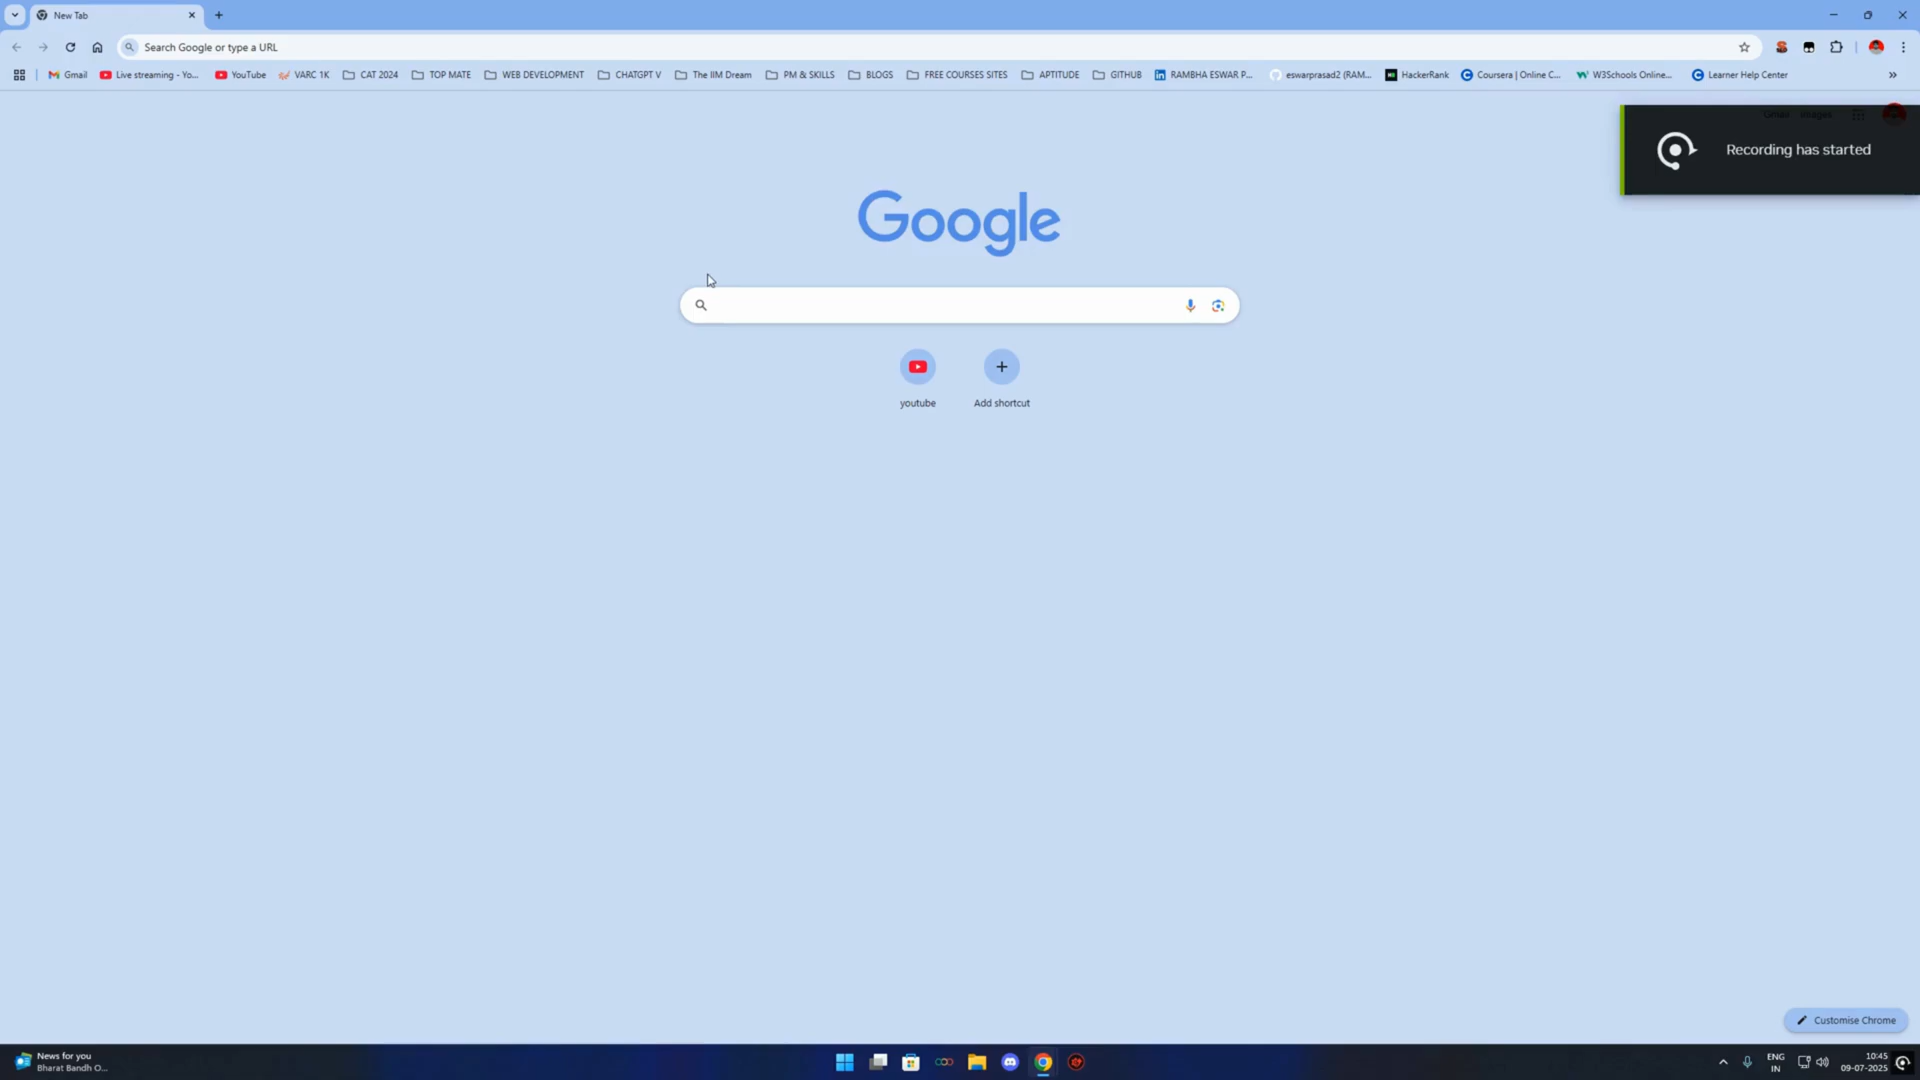 New Tab
Search Google or type a URL
Gmail
Live streaming - Yo...
YouTube
VARC 1K
CAT 2024
TOP MATE
WEB DEVELOPMENT
CHATGPT V
The IIM Dream
PM & SKILLS
BLOGS
FREE COURSES SITES
APTITUDE
GITHUB
RAMBHA ESWAR P...
eswarprasad2 (RAM...
HackerRank
Coursera | Online C...
W3Schools Online...
Learner Help Center
Gmail Images
Recording has started
Google
youtube
Add shortcut
Customise Chrome
News for you
Bharat Bandh O...
ENG
IN
10:45
09-07-2025